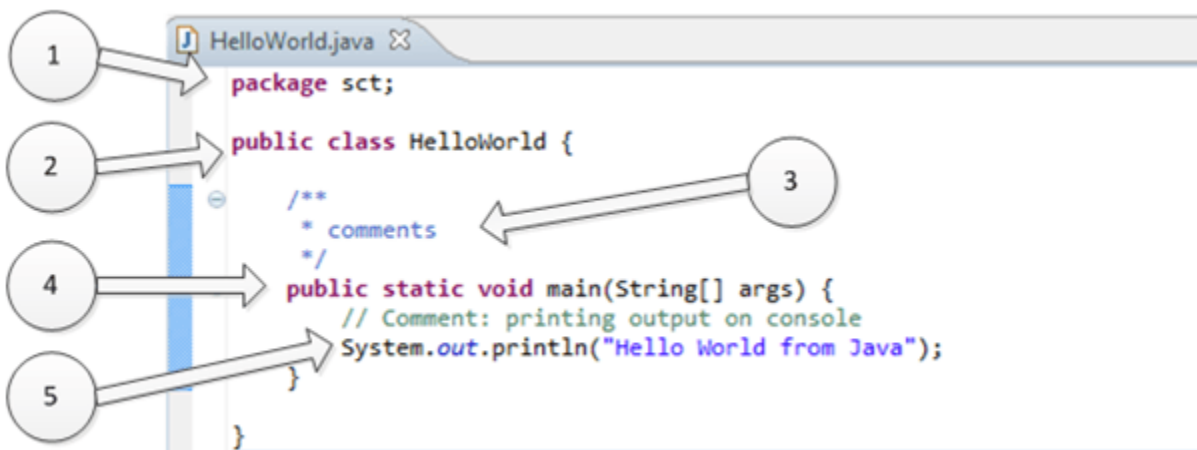 HelloWorld.java
1
package sct;
2
public class HelloWorld {
3
/**
* comments
*/
4
public static void main(String[] args) {
// Comment: printing output on console
5
System.out.println("Hello World from Java");
}
}